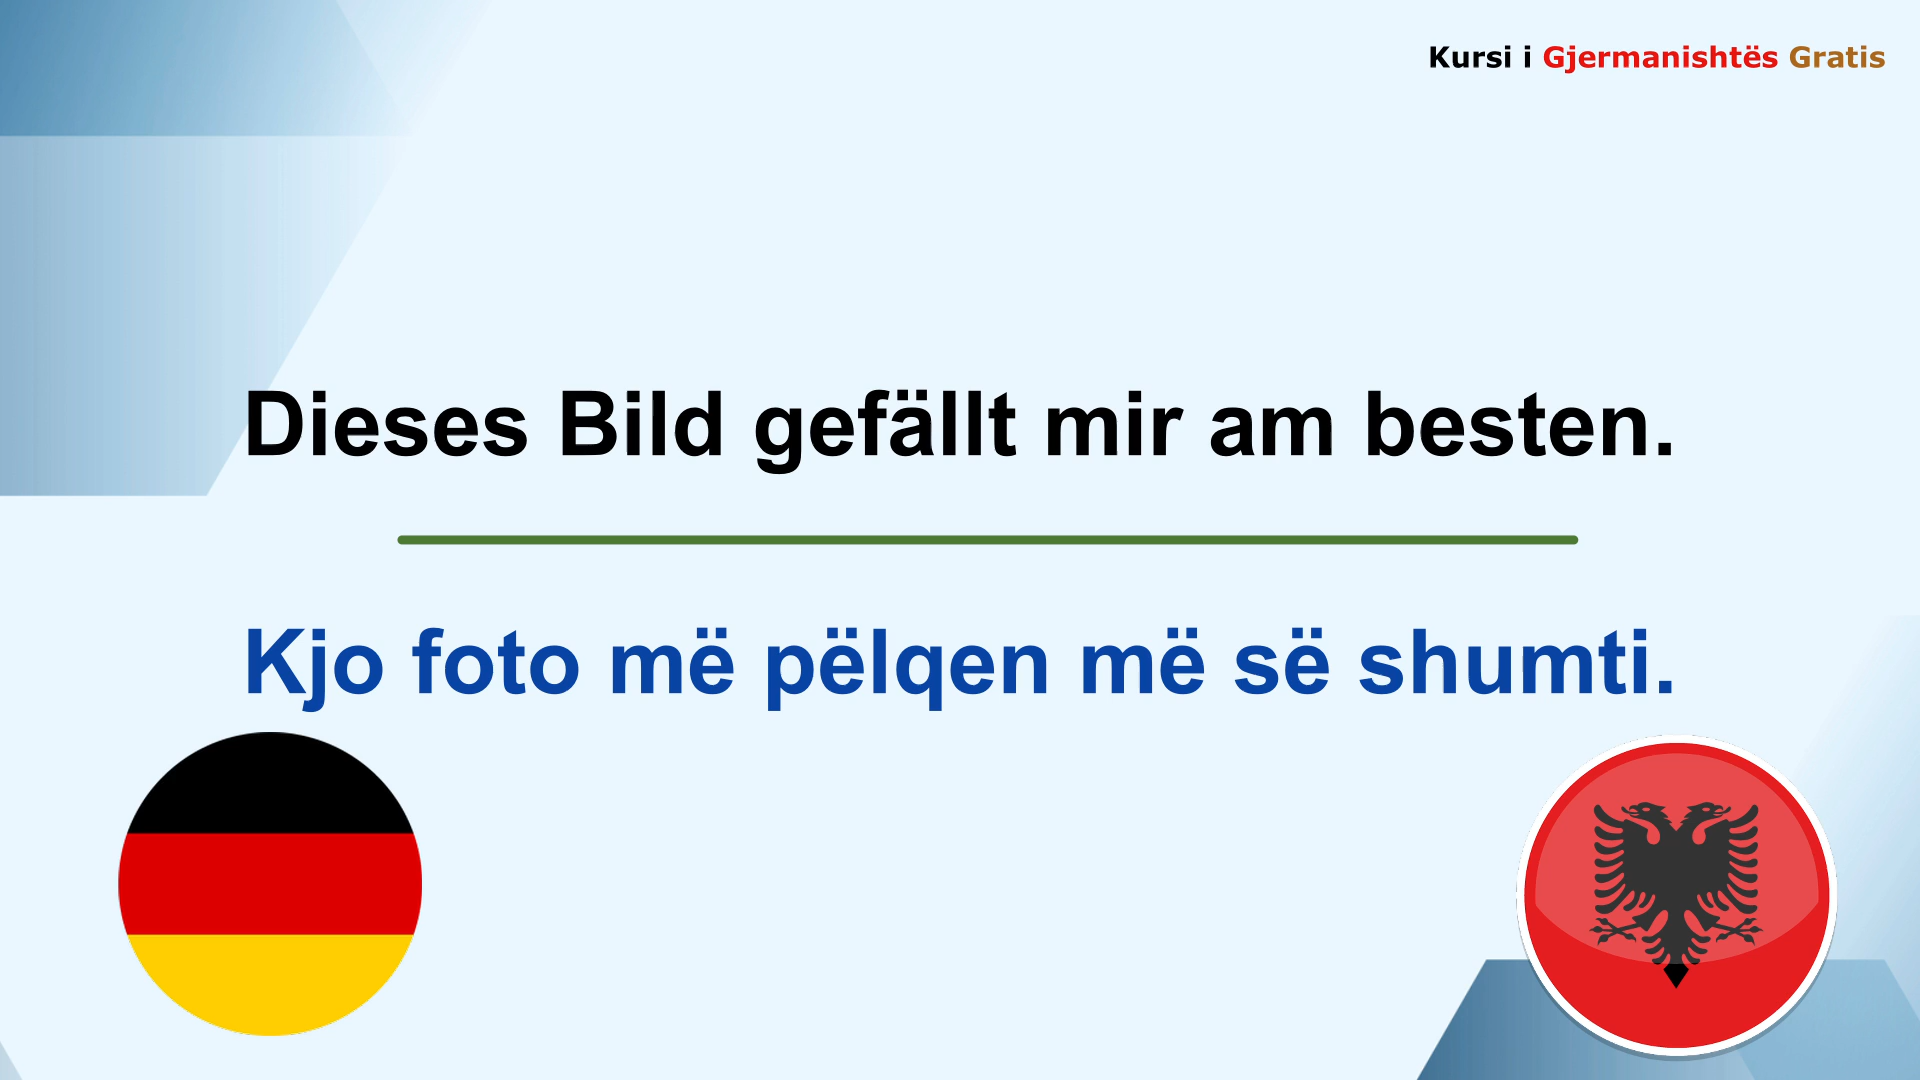 Kursi i Gjermanishtës Gratis
Dieses Bild gefällt mir am besten.
Kjo foto më pëlqen më së shumti.